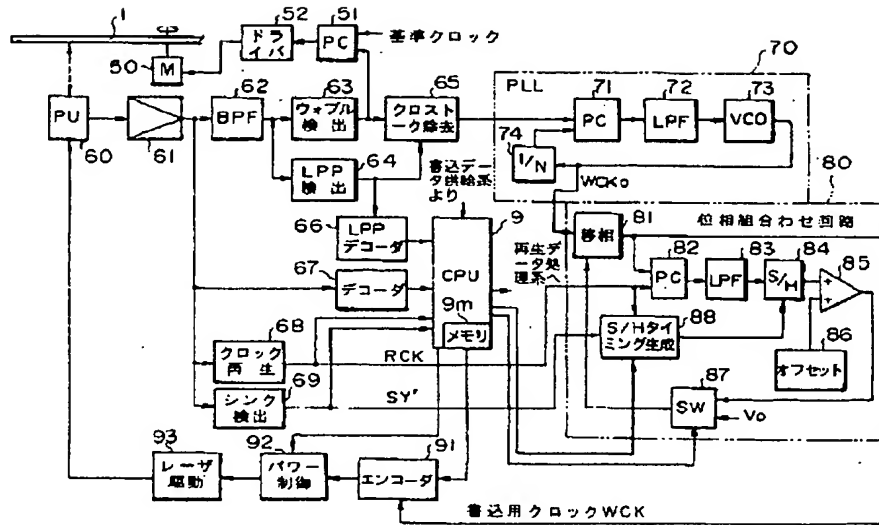 1
52
51
ドライバ
PC
基準クロック
50
M
70
62
63
65
PLL
71
72
73
PU
60
61
BPF
ウォブル検出
クロストーク除去
PC
LPF
VCO
74
1/N
64
LPP検出
書込データ供給系より
WCKo
80
66
LPPデコーダ
9
81
移相
位相組合わせ回路
67
デコーダ
CPU
再生データ処理系へ
82
83
84
85
PC
LPF
S/H
9m
メモリ
88
S/Hタイミング生成
86
オフセット
68
クロック再生
RCK
69
シンク検出
SY'
87
SW
Vo
93
92
91
レーザ駆動
パワー制御
エンコーダ
書込用クロックWCK